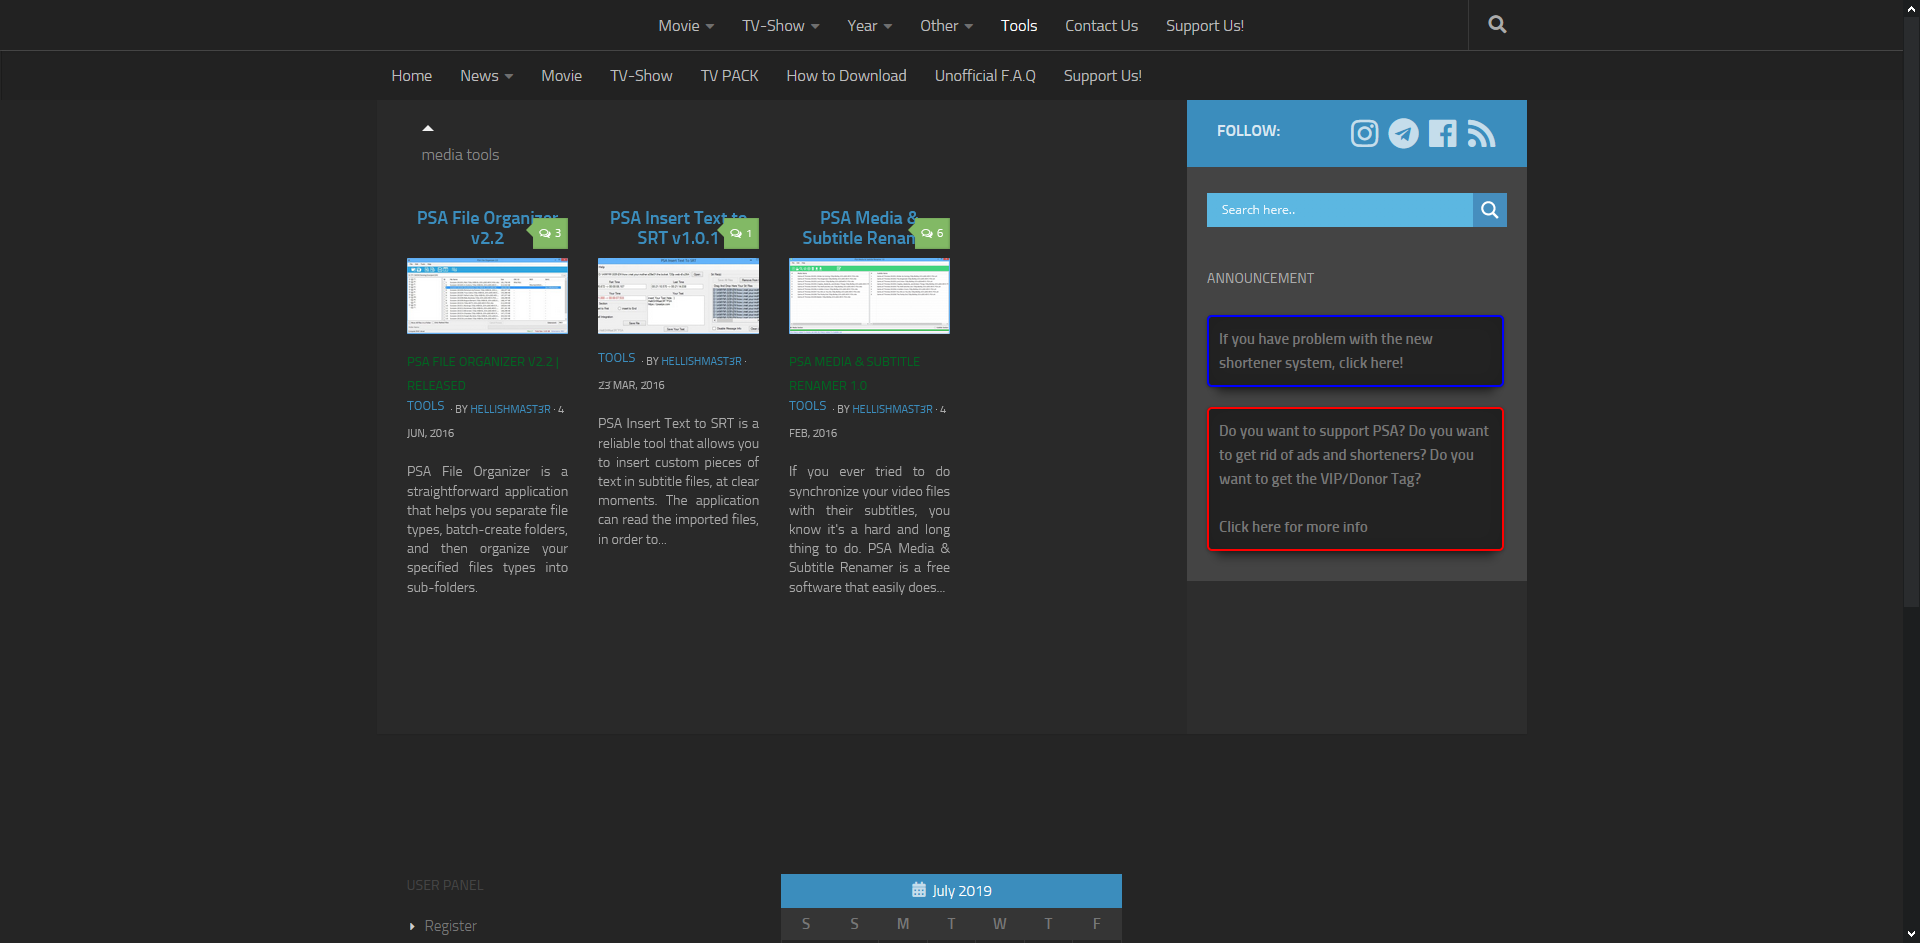 Movie TV-Show Year Other Tools Contact Us Support Us!
Home News Movie TV-Show TV PACK How to Download Unofficial F.A.Q Support Us!
media tools
PSA File Organizer
v2.2
3
PSA FILE ORGANIZER V2.2 |
RELEASED
TOOLS · BY HELLISHMAST3R · 4
JUN, 2016
PSA File Organizer is a
straightforward application
that helps you separate file
types, batch-create folders,
and then organize your
specified files types into
sub-folders.
PSA Insert Text to
SRT v1.0.1
1
TOOLS · BY HELLISHMAST3R ·
23 MAR, 2016
PSA Insert Text to SRT is a
reliable tool that allows you
to insert custom pieces of
text in subtitle files, at clear
moments. The application
can read the imported files,
in order to...
PSA Media &
Subtitle Renam
6
PSA MEDIA & SUBTITLE
RENAMER 1.0
TOOLS · BY HELLISHMAST3R · 4
FEB, 2016
If you ever tried to do
synchronize your video files
with their subtitles, you
know it's a hard and long
thing to do. PSA Media &
Subtitle Renamer is a free
software that easily does...
FOLLOW:
Search here..
ANNOUNCEMENT
If you have problem with the new
shortener system, click here!
Do you want to support PSA? Do you want
to get rid of ads and shorteners? Do you
want to get the VIP/Donor Tag?
Click here for more info
USER PANEL
Register
July 2019
S S M T W T F